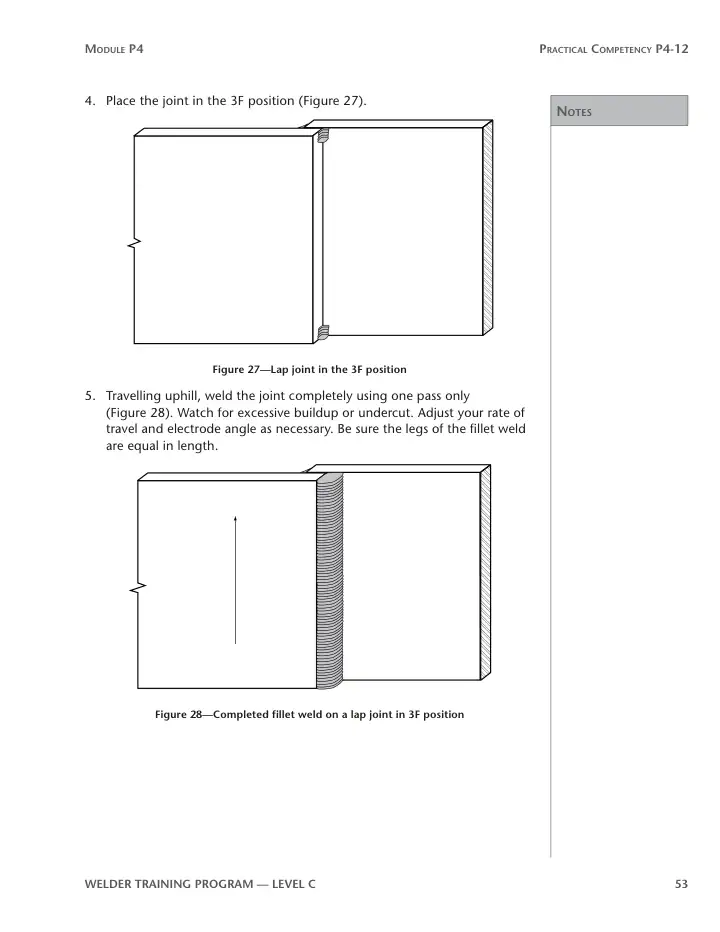 MODULE P4
PRACTICAL COMPETENCY P4-12
4. Place the joint in the 3F position (Figure 27).
NOTES
Figure 27—Lap joint in the 3F position
5. Travelling uphill, weld the joint completely using one pass only
(Figure 28). Watch for excessive buildup or undercut. Adjust your rate of
travel and electrode angle as necessary. Be sure the legs of the fillet weld
are equal in length.
Figure 28—Completed fillet weld on a lap joint in 3F position
WELDER TRAINING PROGRAM — LEVEL C
53